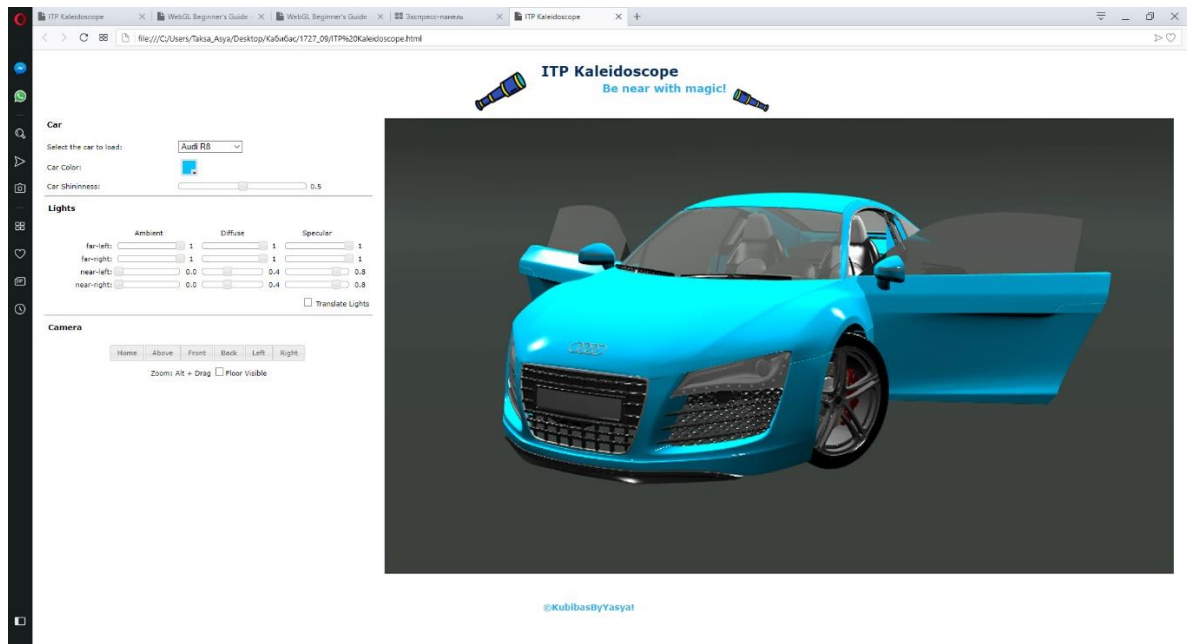 ITP Kaleidoscope
WebGL Beginner's Guide
WebGL Beginner's Guide
Экспресс-панель
ITP Kaleidoscope
file:///C:/Users/Taksa_Asya/Desktop/Кабибас/1727_09/ITP%20Kaleidoscope.html
ITP Kaleidoscope
Be near with magic!
Car
Select the car to load: Audi R8
Car Color:
Car Shininness: 0.5
Lights
Ambient Diffuse Specular
far-left: 1 1 1
far-right: 1 1 1
near-left: 0.0 0.4 0.8
near-right: 0.0 0.4 0.8
Translate Lights
Camera
Home Above Front Back Left Right
Zoom: Alt + Drag Floor Visible
©KubibasByYasya!